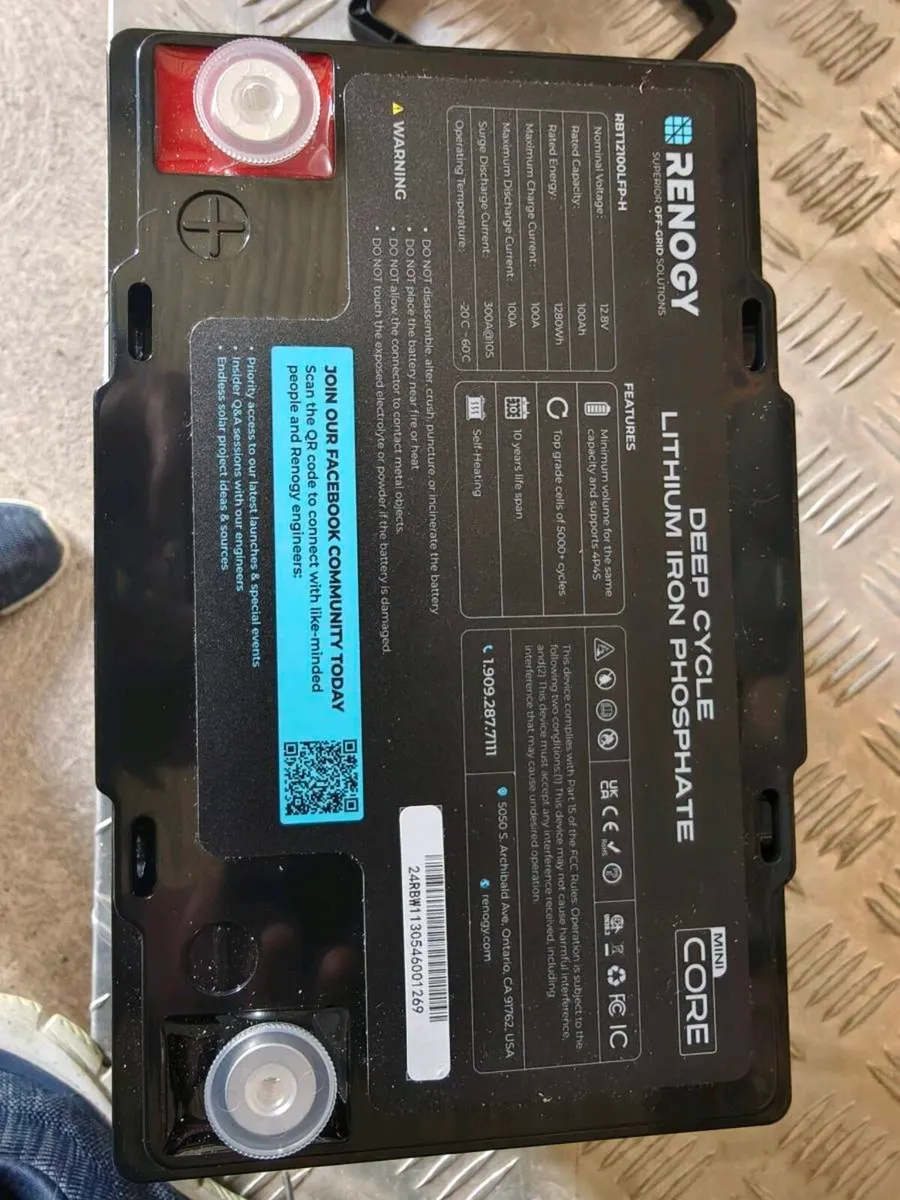 RENOGY
SUPERIOR OFF-GRID SOLUTIONS
DEEP CYCLE
LITHIUM IRON PHOSPHATE
MINI
CORE
RBT12100LFP-H
Nominal Voltage: 12.8V
Rated Capacity: 100Ah
Rated Energy: 1280Wh
Maximum Charge Current: 100A
Maximum Discharge Current: 100A
Surge Discharge Current: 300A@10S
Operating Temperature: -20°C~60°C
FEATURES
Minimum volume for the same
capacity and supports 4P4S
Top grade cells of 5000+ cycles
10 years life span
Self-Heating
UK CA CE RoHS
FC IC
This device complies with Part 15 of the FCC Rules. Operation is subject to the
following two conditions:(1) This device may not cause harmful interference,
and(2) This device must accept any interference received, including
interference that may cause undesired operation.
1.909.287.7111
5050 S. Archibald Ave, Ontario, CA 91762, USA
renogy.com
WARNING
• DO NOT disassemble, alter, crush, puncture or incinerate the battery
• DO NOT place the battery near fire or heat
• DO NOT allow the connector to contact metal objects.
• DO NOT touch the exposed electrolyte or powder if the battery is damaged.
24RBW1130546001269
JOIN OUR FACEBOOK COMMUNITY TODAY
Scan the QR code to connect with like-minded
people and Renogy engineers:
• Priority access to our latest launches & special events
• Insider Q&A sessions with our engineers
• Endless solar project ideas & sources